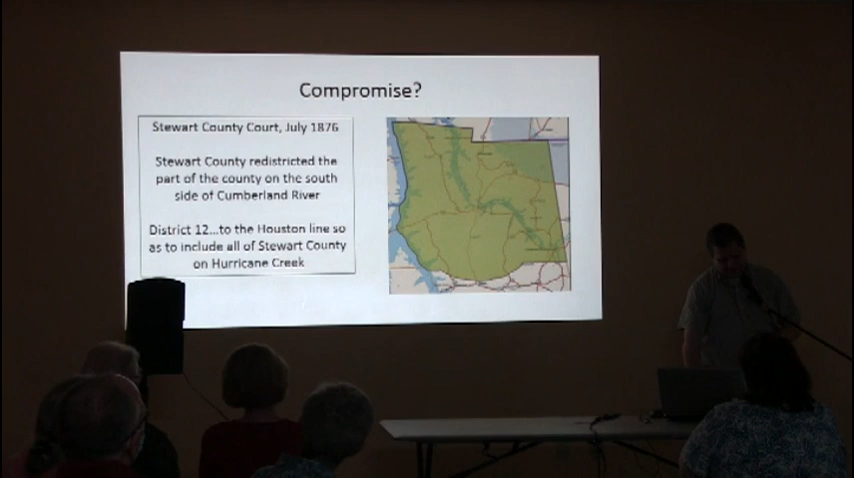 Compromise?
Stewart County Court, July 1876
Stewart County redistricted the
part of the county on the south
side of Cumberland River
District 12...to the Houston line so
as to include all of Stewart County
on Hurricane Creek